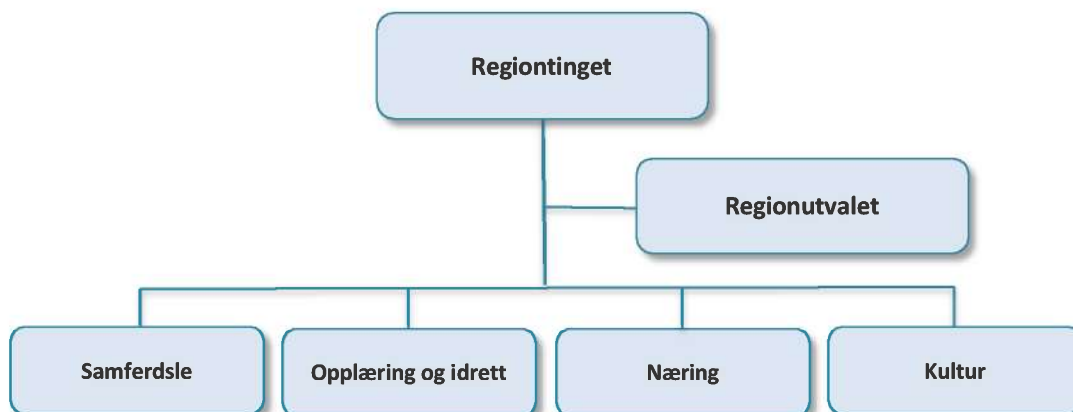 Regiontinget
Regionutvalet
Samferdsle
Opplæring og idrett
Næring
Kultur